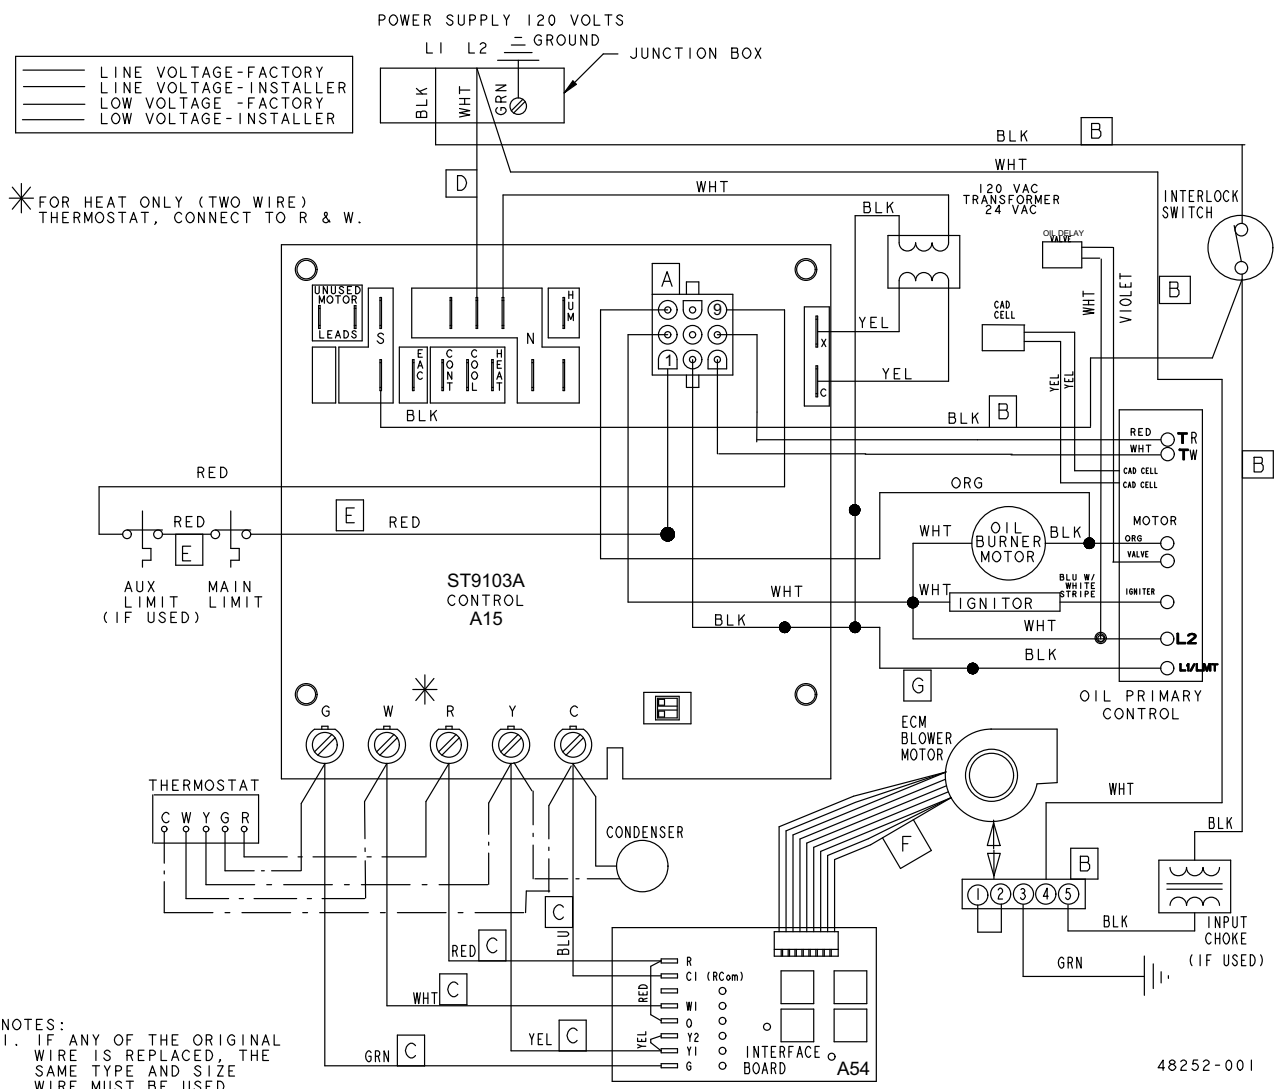 POWER SUPPLY 120 VOLTS
L1 L2 GROUND
JUNCTION BOX
LINE VOLTAGE-FACTORY
LINE VOLTAGE-INSTALLER
LOW VOLTAGE -FACTORY
LOW VOLTAGE-INSTALLER
BLK
WHT
GRN
BLK
B
WHT
D
WHT
FOR HEAT ONLY (TWO WIRE)
THERMOSTAT, CONNECT TO R & W.
120 VAC
TRANSFORMER
24 VAC
BLK
INTERLOCK
SWITCH
OIL DELAY
VALVE
UNUSED
MOTOR
LEADS
S
N
HUM
EAC
CONT
COOL
HEAT
A
9
1
X
C
YEL
YEL
WHT
VIOLET
B
CAD
CELL
YEL
YEL
BLK
BLK
B
RED
T R
WHT
T W
CAD CELL
CAD CELL
B
RED
ORG
E
RED
RED
E
AUX
LIMIT
(IF USED)
MAIN
LIMIT
ST9103A
CONTROL
A15
WHT
OIL
BURNER
MOTOR
BLK
MOTOR
ORG
VALVE
WHT
WHT
IGNITOR
BLU W/
WHITE
STRIPE
IGNITER
BLK
WHT
L2
BLK
L1/LMT
G
OIL PRIMARY
CONTROL
G W R Y C
ECM
BLOWER
MOTOR
THERMOSTAT
C W Y G R
CONDENSER
F
WHT
BLK
B
1 2 3 4 5
BLK
INPUT
CHOKE
(IF USED)
GRN
C
BLU
RED
C
WHT
C
YEL
C
GRN
C
R
C1 (RCom)
RED
W1
O
YEL
Y2
Y1
G
INTERFACE
BOARD
A54
NOTES:
1. IF ANY OF THE ORIGINAL
WIRE IS REPLACED, THE
SAME TYPE AND SIZE
WIRE MUST BE USED
48252-001